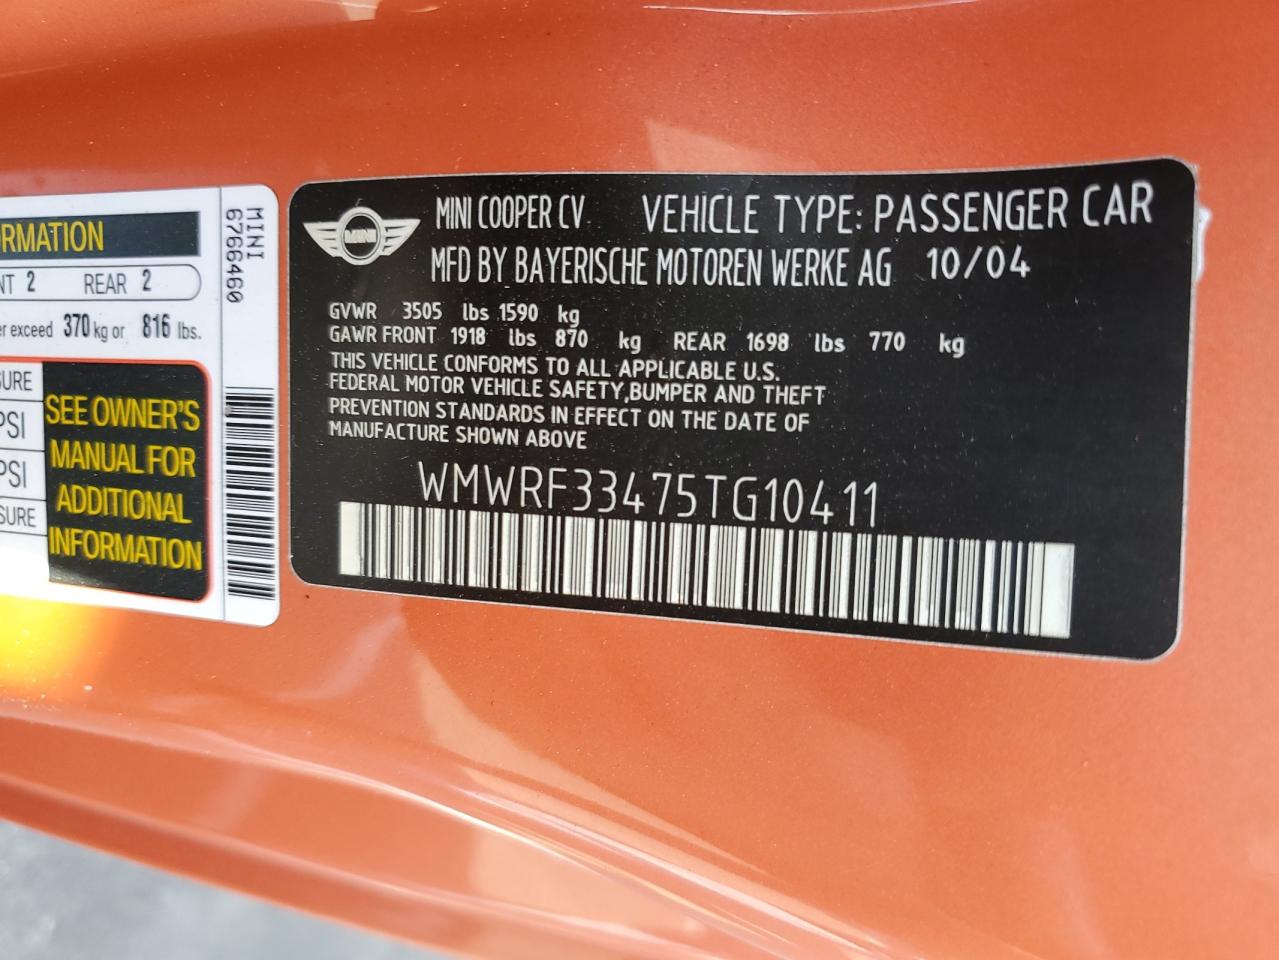 MINI COOPER CV VEHICLE TYPE: PASSENGER CAR
MINI
MFD BY BAYERISCHE MOTOREN WERKE AG 10/04
GVWR 3505 lbs 1590 kg
GAWR FRONT 1918 lbs 870 kg REAR 1698 lbs 770 kg
THIS VEHICLE CONFORMS TO ALL APPLICABLE U.S.
FEDERAL MOTOR VEHICLE SAFETY,BUMPER AND THEFT
PREVENTION STANDARDS IN EFFECT ON THE DATE OF
MANUFACTURE SHOWN ABOVE
WMWRF33475TG10411
RMATION
NT 2 REAR 2
er exceed 370 kg or 816 lbs.
SURE
PSI
PSI
SURE
SEE OWNER'S
MANUAL FOR
ADDITIONAL
INFORMATION
MINI
6766460